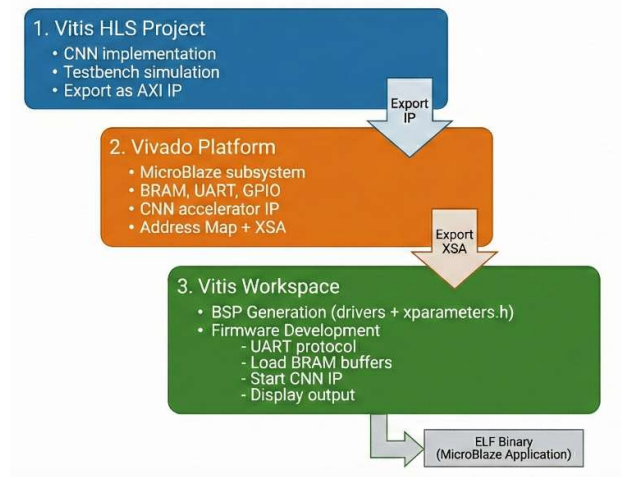 1. Vitis HLS Project
• CNN implementation
• Testbench simulation
• Export as AXI IP
Export
IP
2. Vivado Platform
• MicroBlaze subsystem
• BRAM, UART, GPIO
• CNN accelerator IP
• Address Map + XSA
Export
XSA
3. Vitis Workspace
• BSP Generation (drivers + xparameters.h)
• Firmware Development
- UART protocol
- Load BRAM buffers
- Start CNN IP
- Display output
ELF Binary
(MicroBlaze Application)